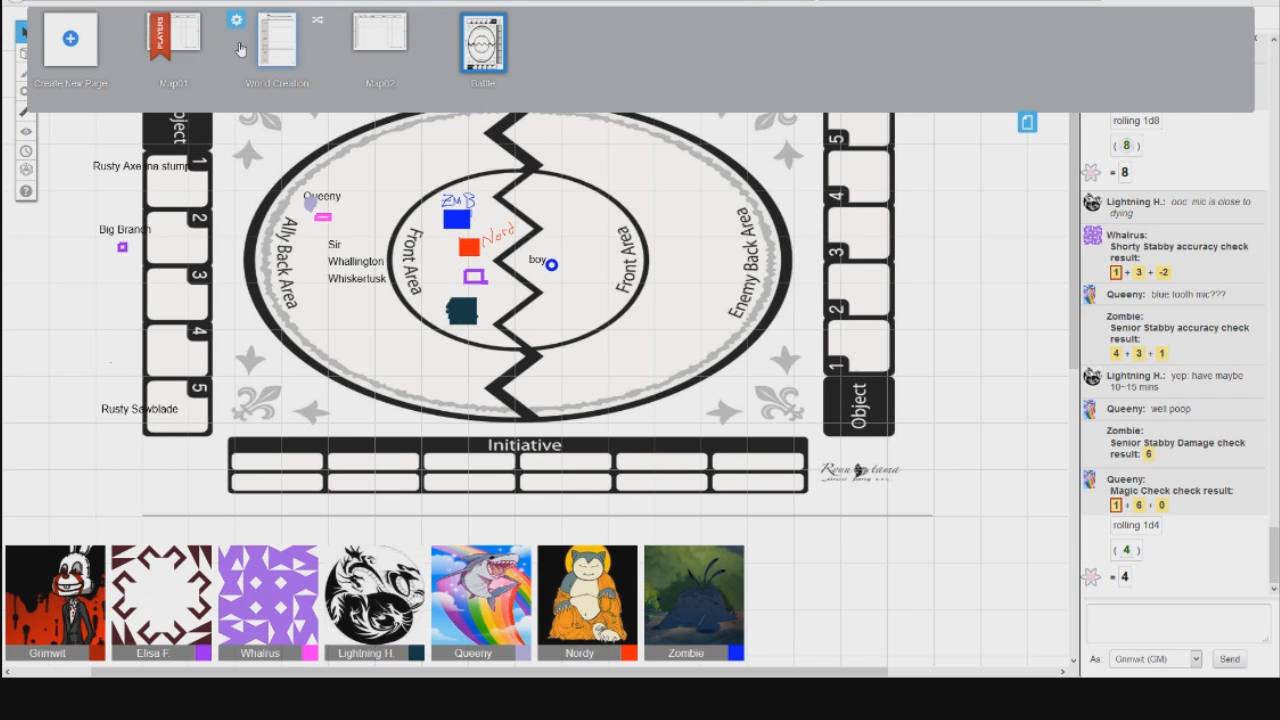 PLAYERS
Create New Page
Map01
World Creation
Map02
Battle
Object
1
2
3
4
5
Rusty Axe
na stump
Big Branch
Rusty Sawblade
Queeny
Sir
Whallington
Whiskertusk
ZMB
Nord
boy
Ally Back Area
Front Area
Front Area
Enemy Back Area
5
4
3
2
1
Object
Initiative
Grimwit
Elisa F.
Whalrus
Lightning H.
Queeny
Nordy
Zombie
rolling 1d8
( 8 )
= 8
Lightning H.: ooc: mic is close to
dying
Whalrus:
Shorty Stabby accuracy check
result:
1 + 3 + -2
Queeny: blue tooth mic???
Zombie:
Senior Stabby accuracy check
result:
4 + 3 + 1
Lightning H.: yep: have maybe
10~15 mins
Queeny: well poop
Zombie:
Senior Stabby Damage check
result: 6
Queeny:
Magic Check check result:
1 + 6 + 0
rolling 1d4
( 4 )
= 4
As: Grimwit (GM) Send